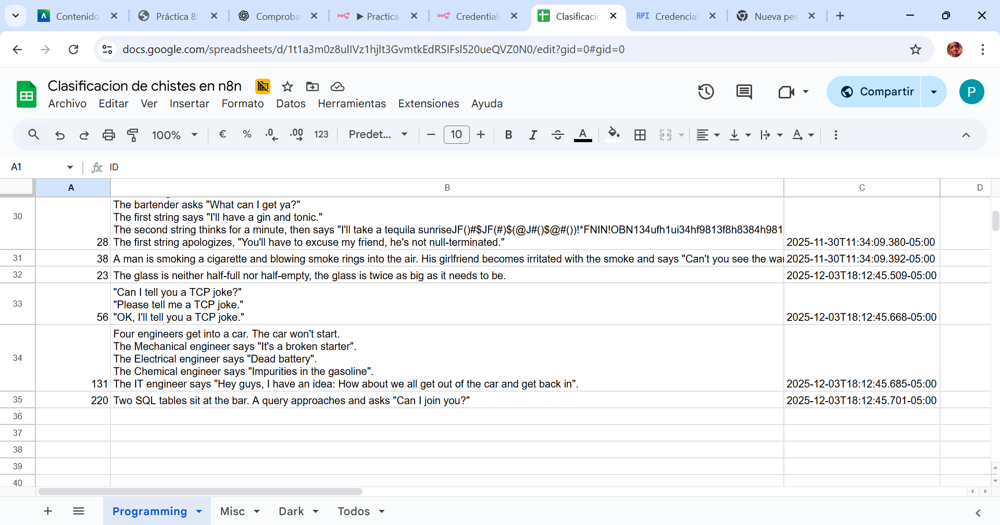 Contenido
Práctica 8:
Comproba
▶ Practica
Credentials
Clasificacio
API Credencial
Nueva pes
docs.google.com/spreadsheets/d/1t1a3m0z8ulIVz1hjlt3GvmtkEdRSIFsl520ueQVZ0N0/edit?gid=0#gid=0
Clasificacion de chistes en n8n
Archivo Editar Ver Insertar Formato Datos Herramientas Extensiones Ayuda
Compartir
P
100% € % .0 .00 123 Predet... − 10 + B I S A
A1 fx ID
A B C D
30
The bartender asks "What can I get ya?"
The first string says "I'll have a gin and tonic."
The second string thinks for a minute, then says "I'll take a tequila sunriseJF()#$JF(#)$(@J#()$@#())!*FNIN!OBN134ufh1ui34hf9813f8h8384h981
28 The first string apologizes, "You'll have to excuse my friend, he's not null-terminated." 2025-11-30T11:34:09.380-05:00
31 38 A man is smoking a cigarette and blowing smoke rings into the air. His girlfriend becomes irritated with the smoke and says "Can't you see the wa 2025-11-30T11:34:09.392-05:00
32 23 The glass is neither half-full nor half-empty, the glass is twice as big as it needs to be. 2025-12-03T18:12:45.509-05:00
33
"Can I tell you a TCP joke?"
"Please tell me a TCP joke."
56 "OK, I'll tell you a TCP joke." 2025-12-03T18:12:45.668-05:00
34
Four engineers get into a car. The car won't start.
The Mechanical engineer says "It's a broken starter".
The Electrical engineer says "Dead battery".
The Chemical engineer says "Impurities in the gasoline".
131 The IT engineer says "Hey guys, I have an idea: How about we all get out of the car and get back in". 2025-12-03T18:12:45.685-05:00
35 220 Two SQL tables sit at the bar. A query approaches and asks "Can I join you?" 2025-12-03T18:12:45.701-05:00
36
37
38
39
40
Programming Misc Dark Todos